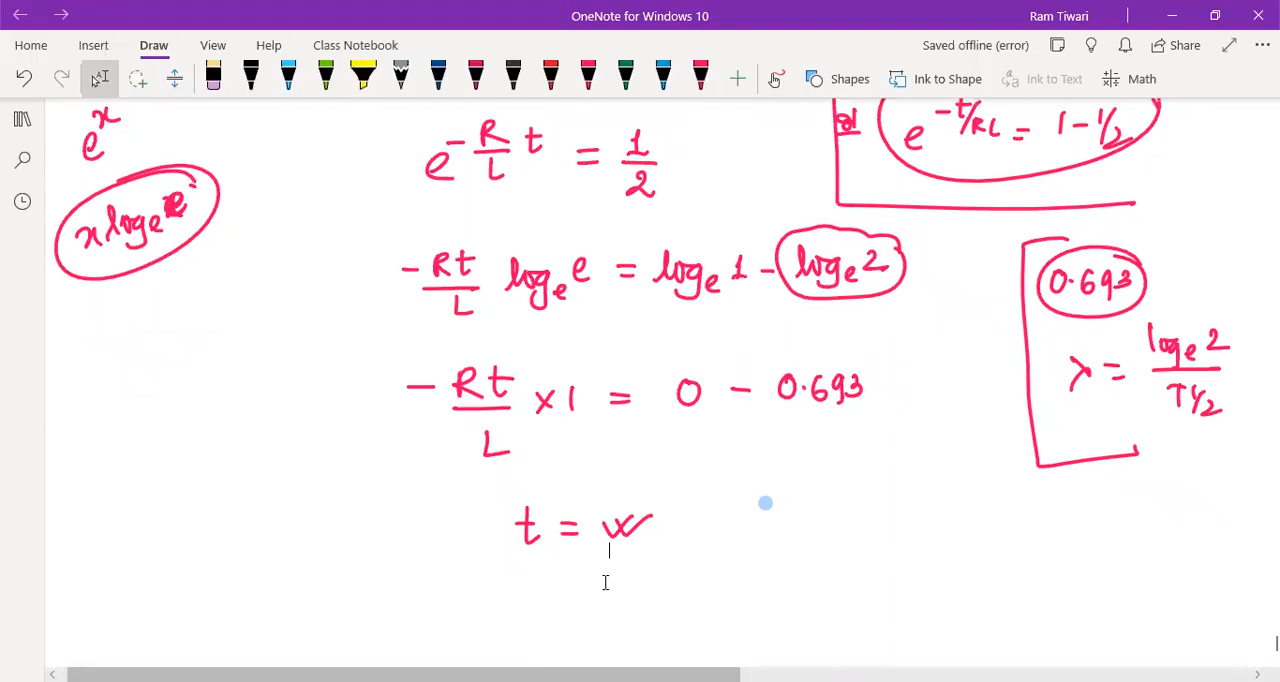 OneNote for Windows 10
Ram Tiwari
Home Insert Draw View Help Class Notebook
Saved offline (error) Share
Shapes Ink to Shape Ink to Text Math
e^x
x log_e e
e^{-R/L t} = 1/2
e^{-t/RL} = 1-1/2
-Rt/L log_e e = log_e 1 - log_e 2
0.693
λ = log_e 2 / T 1/2
-Rt/L × 1 = 0 - 0.693
t =